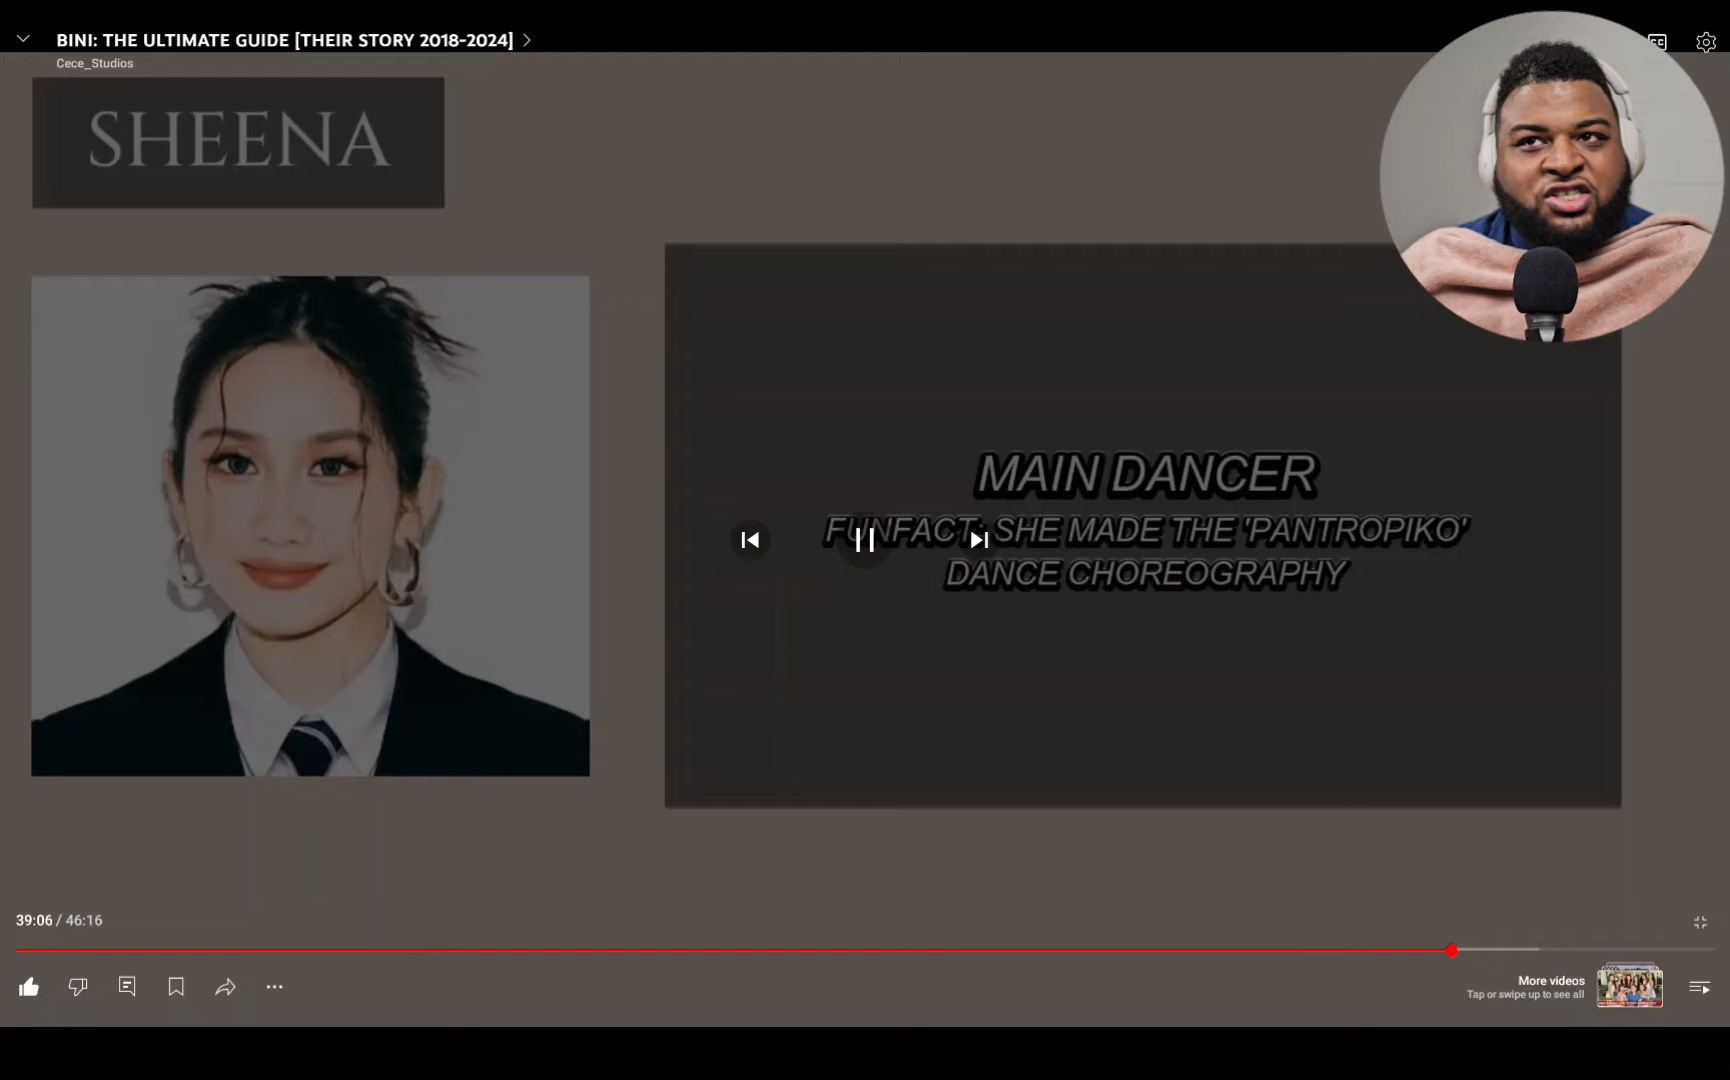 BINI: THE ULTIMATE GUIDE [THEIR STORY 2018-2024]
Cece_Studios
CC
SHEENA
MAIN DANCER
FUNFACT: SHE MADE THE 'PANTROPIKO'
DANCE CHOREOGRAPHY
39:06 / 46:16
More videos
Tap or swipe up to see all